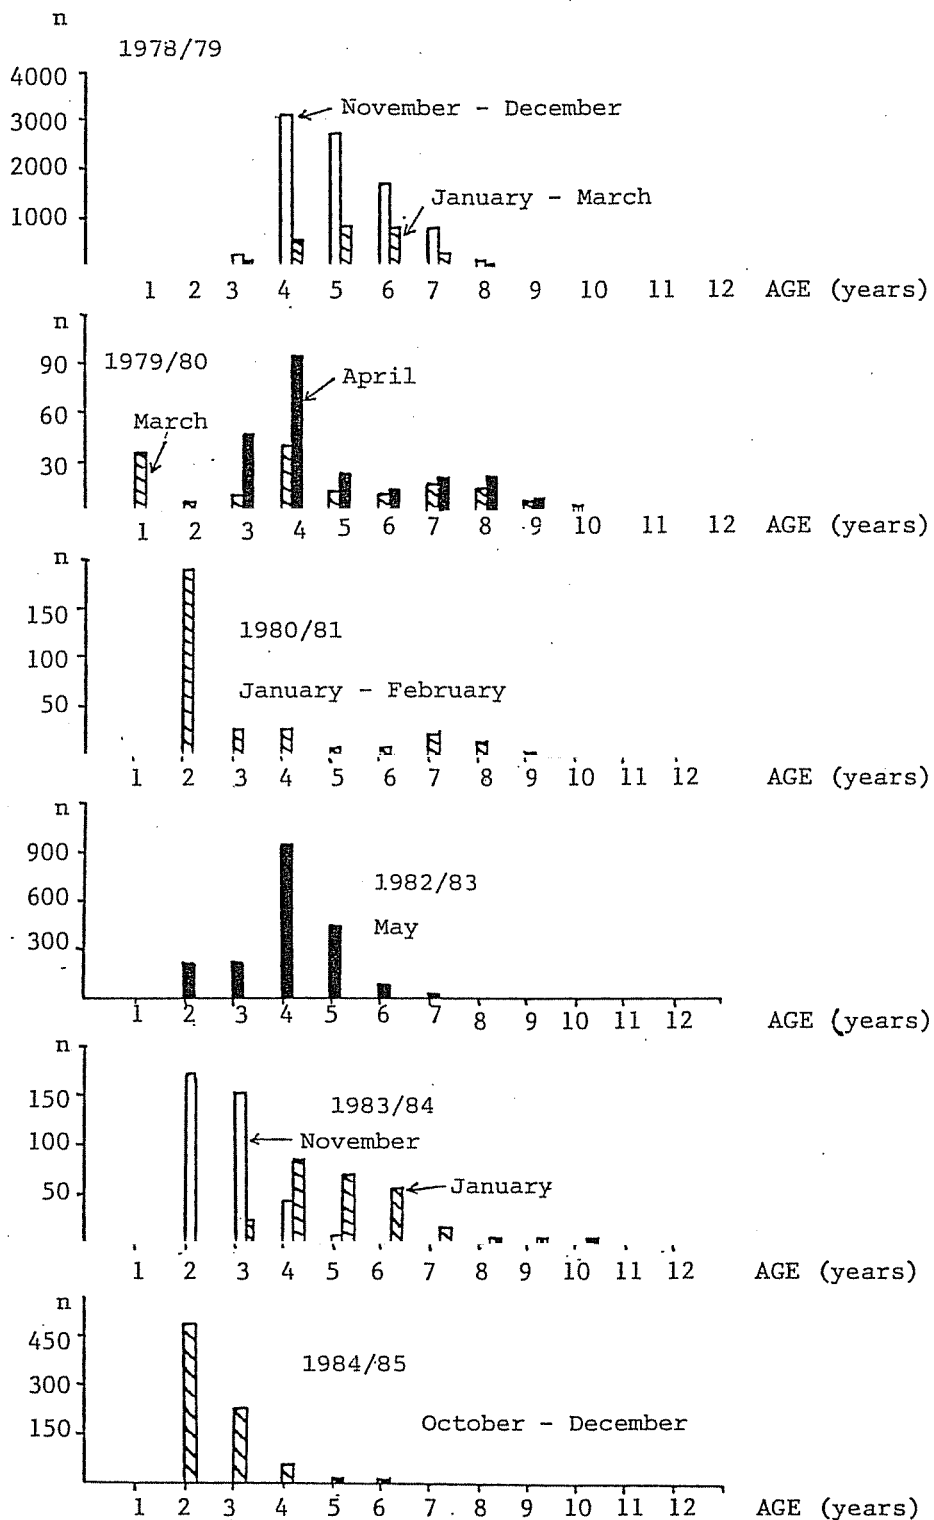 n
1978/79
4000
3000
2000
1000
November - December
January - March
1 2 3 4 5 6 7 8 9 10 11 12 AGE (years)
n
1979/80
90
60
30
April
March
1 2 3 4 5 6 7 8 9 10 11 12 AGE (years)
n
150
100
50
1980/81
January - February
1 2 3 4 5 6 7 8 9 10 11 12 AGE (years)
n
900
600
300
1982/83
May
1 2 3 4 5 6 7 8 9 10 11 12 AGE (years)
n
150
100
50
1983/84
November
January
1 2 3 4 5 6 7 8 9 10 11 12 AGE (years)
n
450
300
150
1984/85
October - December
1 2 3 4 5 6 7 8 9 10 11 12 AGE (years)